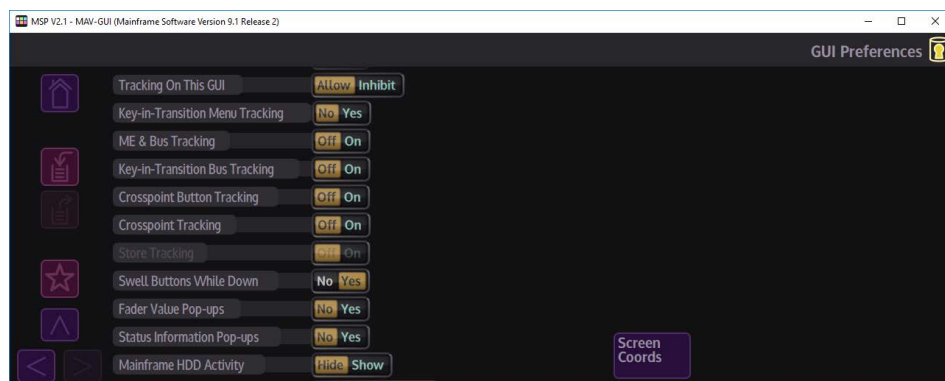 MSP V2.1 - MAV-GUI (Mainframe Software Version 9.1 Release 2)
GUI Preferences
Tracking On This GUI Allow Inhibit
Key-in-Transition Menu Tracking No Yes
ME & Bus Tracking Off On
Key-in-Transition Bus Tracking Off On
Crosspoint Button Tracking Off On
Crosspoint Tracking Off On
Store Tracking Off On
Swell Buttons While Down No Yes
Fader Value Pop-ups No Yes
Status Information Pop-ups No Yes
Mainframe HDD Activity Hide Show
Screen
Coords